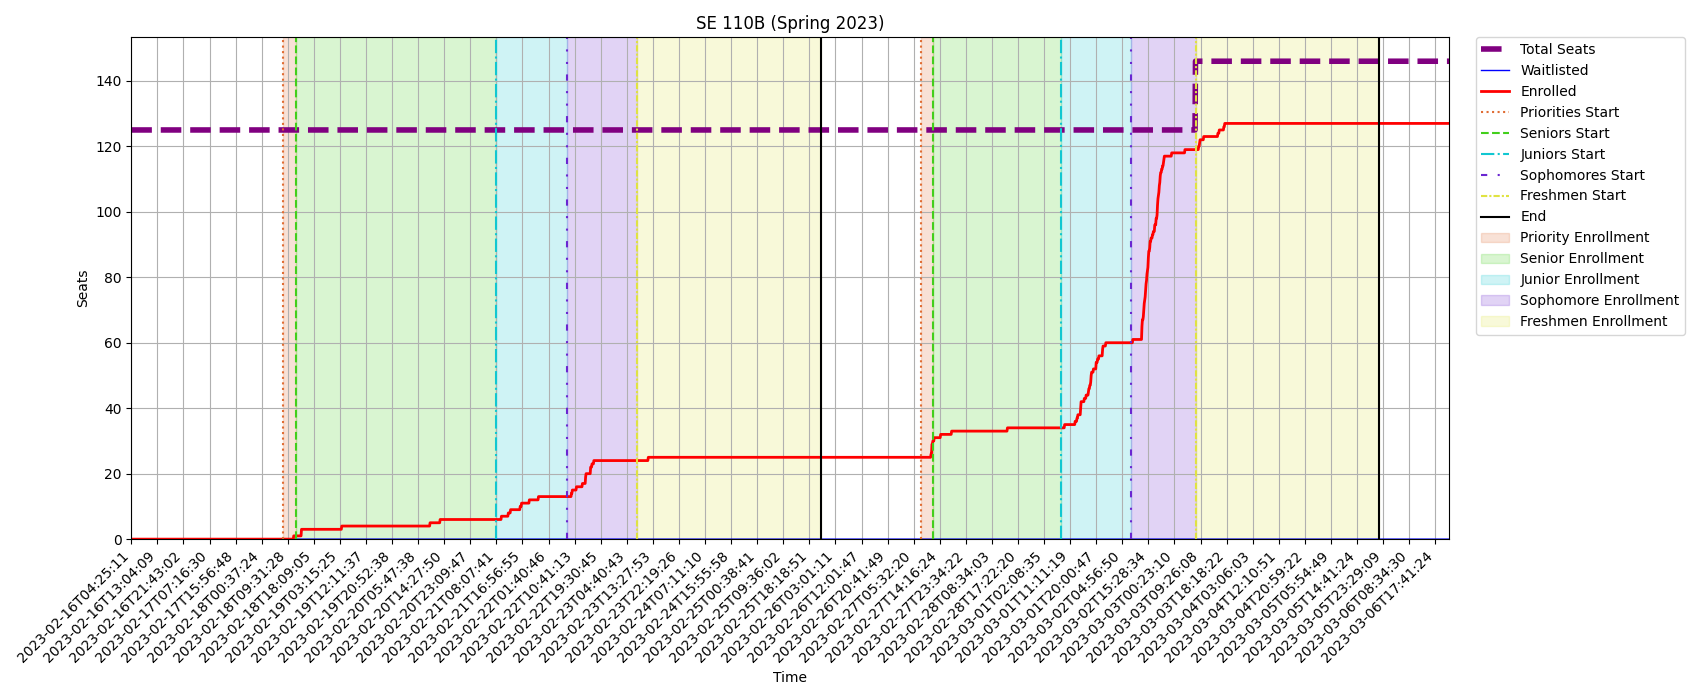 SE 110B (Spring 2023)
Seats
140
120
100
80
60
40
20
0
2023-02-16T04:25:11
2023-02-16T13:04:09
2023-02-16T21:43:02
2023-02-17T07:16:30
2023-02-17T15:56:48
2023-02-18T00:37:24
2023-02-18T09:31:28
2023-02-18T18:09:05
2023-02-19T03:15:25
2023-02-19T12:11:37
2023-02-19T20:52:38
2023-02-20T05:47:38
2023-02-20T14:27:50
2023-02-20T23:09:47
2023-02-21T08:07:41
2023-02-21T16:56:55
2023-02-22T01:40:46
2023-02-22T10:41:13
2023-02-22T19:30:45
2023-02-23T04:40:43
2023-02-23T13:27:53
2023-02-23T22:19:26
2023-02-24T07:11:10
2023-02-24T15:55:58
2023-02-25T00:38:41
2023-02-25T09:36:02
2023-02-25T18:18:51
2023-02-26T03:01:11
2023-02-26T12:01:47
2023-02-26T20:41:49
2023-02-27T05:32:20
2023-02-27T14:16:24
2023-02-27T23:34:22
2023-02-28T08:34:03
2023-02-28T17:22:20
2023-03-01T02:08:35
2023-03-01T11:11:19
2023-03-01T20:00:47
2023-03-02T04:56:50
2023-03-02T15:28:34
2023-03-03T00:23:10
2023-03-03T09:26:08
2023-03-03T18:18:22
2023-03-04T03:06:03
2023-03-04T12:10:51
2023-03-04T20:59:22
2023-03-05T05:54:49
2023-03-05T14:41:24
2023-03-05T23:29:09
2023-03-06T08:34:30
2023-03-06T17:41:24
Time
Total Seats
Waitlisted
Enrolled
Priorities Start
Seniors Start
Juniors Start
Sophomores Start
Freshmen Start
End
Priority Enrollment
Senior Enrollment
Junior Enrollment
Sophomore Enrollment
Freshmen Enrollment